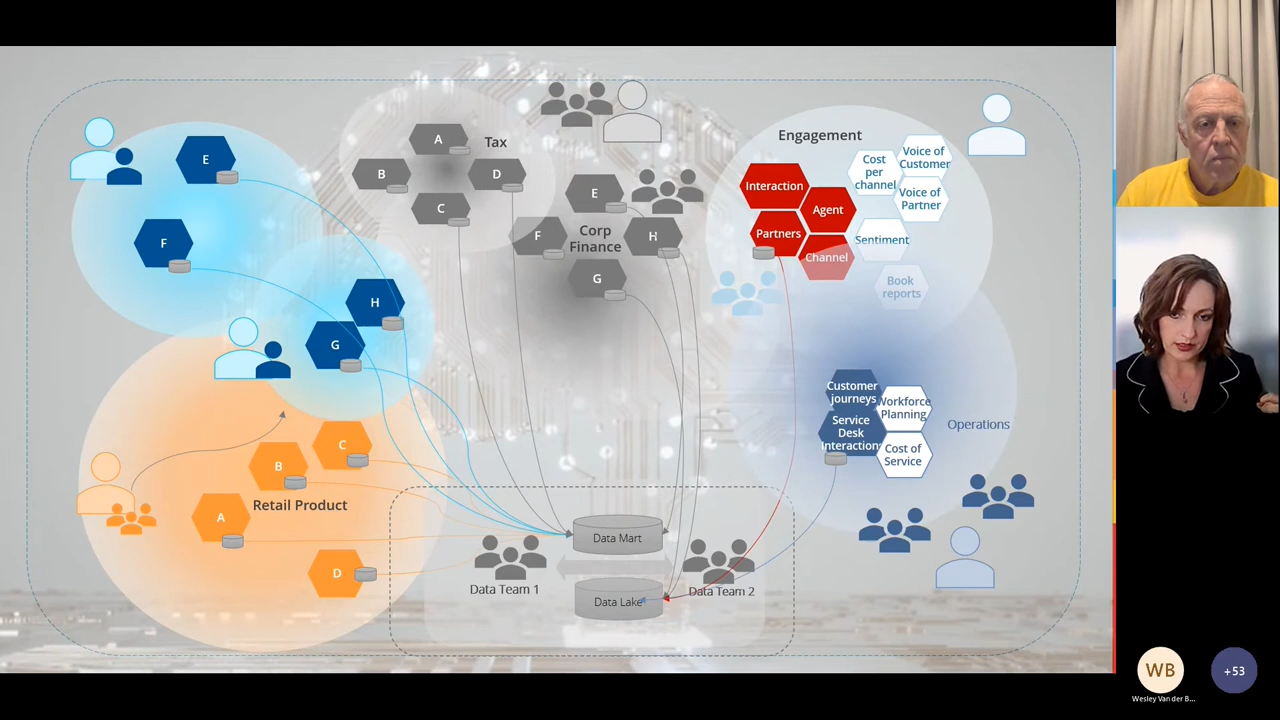 E
F
H
G
C
B
A
D
Retail Product
A
Tax
B
D
C
E
F
Corp
Finance
H
G
Engagement
Interaction
Agent
Partners
Channel
Cost
per
channel
Voice of
Customer
Voice of
Partner
Sentiment
Book
reports
Customer
journeys
Service
Desk
Interaction
Workforce
Planning
Cost of
Service
Operations
Data Mart
Data Lake
Data Team 1
Data Team 2
WB
+53
Wesley Van der B...